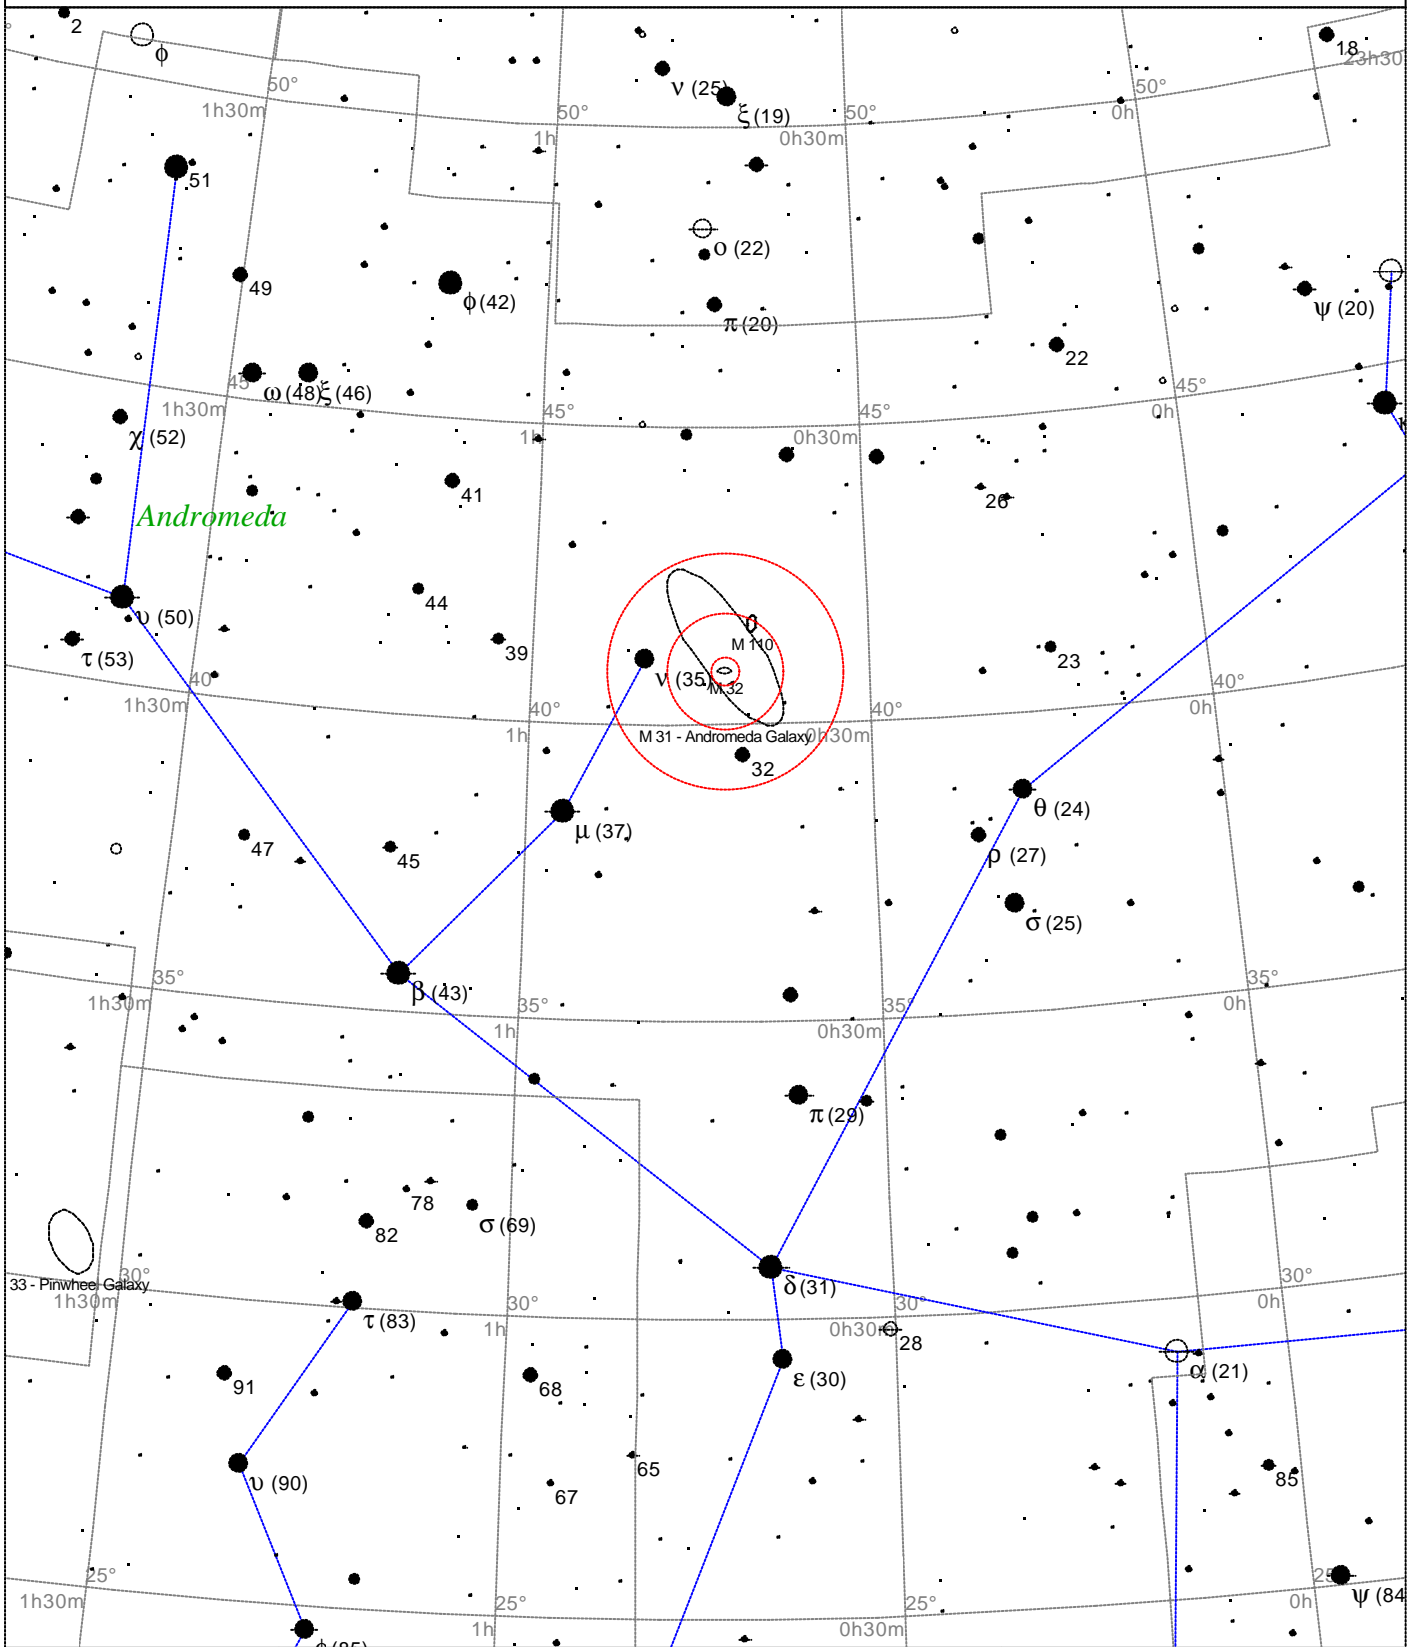 2
ϕ
18
23h30
ν (25)
ξ (19)
50°
1h30m
50°
1h
50°
0h30m
50°
0h
51
ο (22)
49
ϕ (42)
π (20)
ψ (20)
22
ω (48)
ξ (46)
45
1h30m
45°
1h
45°
0h30m
45°
0h
κ
χ (52)
41
26
Andromeda
44
υ (50)
τ (53)
39
M 110
23
ν (35)
M 32
40
1h30m
40°
1h
40°
0h30m
40°
0h
M 31 - Andromeda Galaxy
32
θ (24)
μ (37)
47
45
ρ (27)
σ (25)
β (43)
35°
1h30m
35°
1h
35°
0h30m
35°
0h
π (29)
78
σ (69)
82
33 - Pinwheel Galaxy
δ (31)
30°
1h30m
30°
1h
30°
0h30m
30°
0h
τ (83)
28
α (21)
91
68
ε (30)
65
85
υ (90)
67
25°
1h30m
25°
1h
25°
0h30m
25°
0h
ψ (84
ϕ (85)